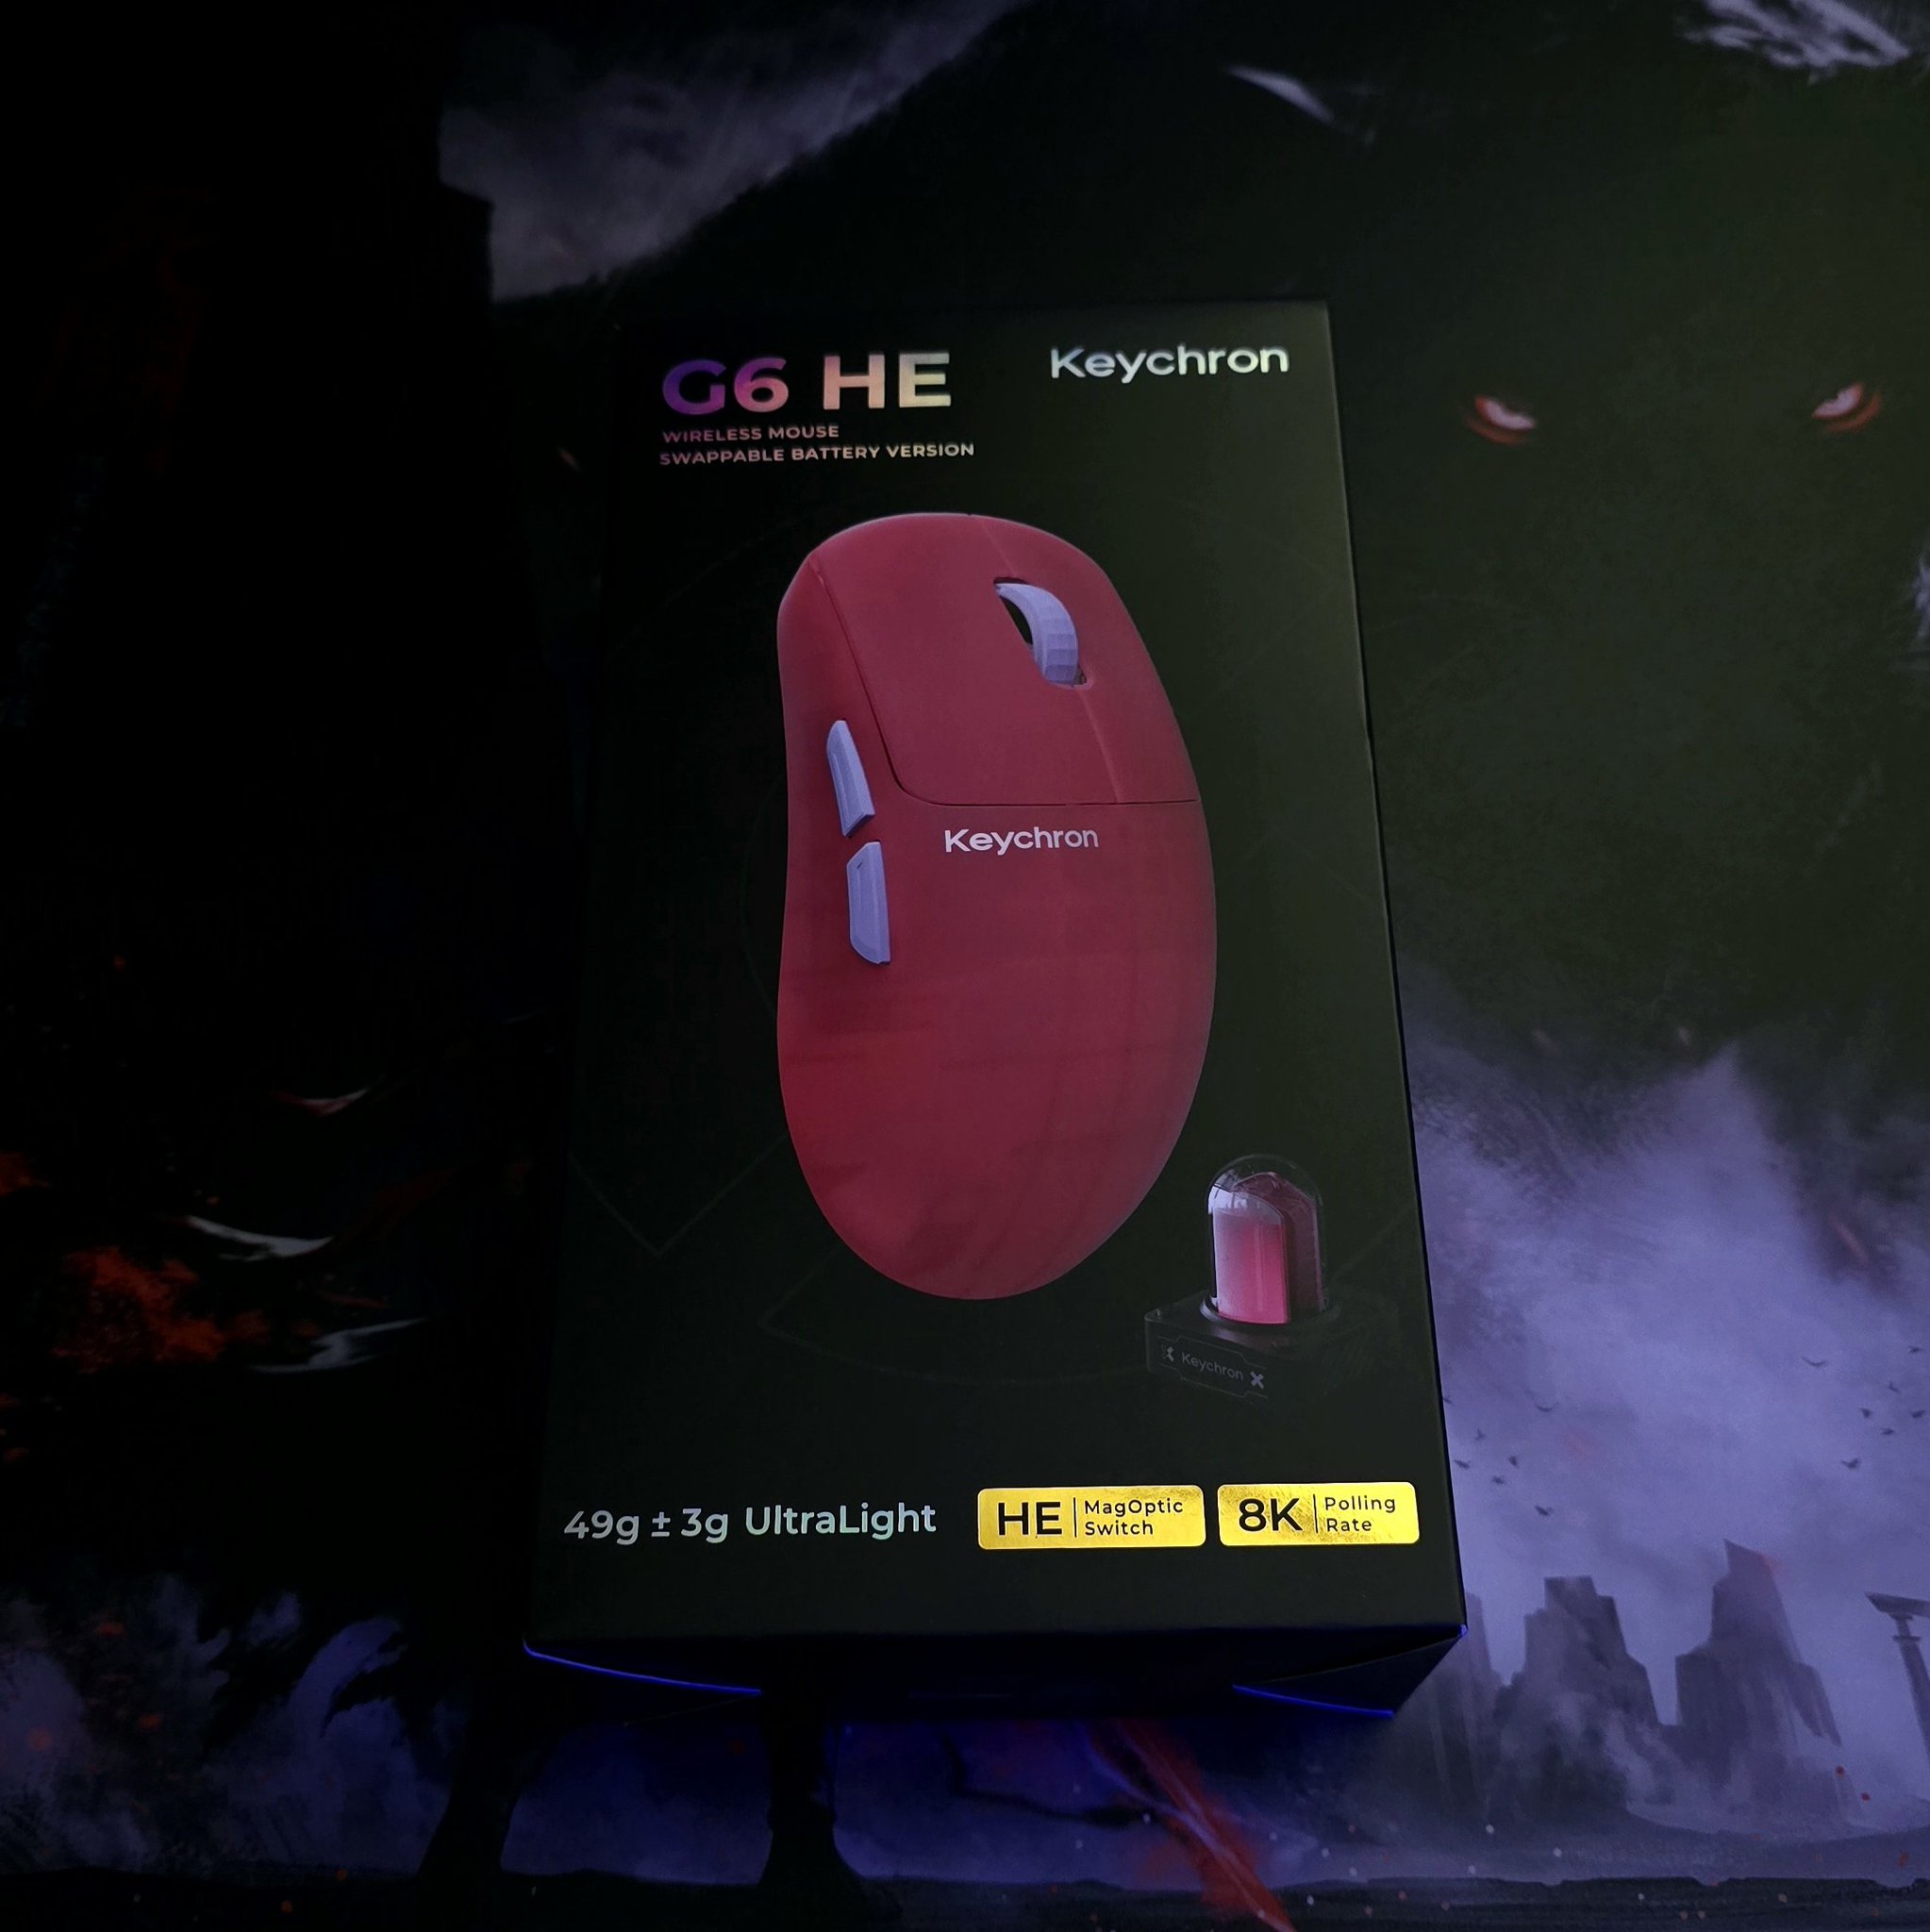 G6 HE
Keychron
WIRELESS MOUSE
SWAPPABLE BATTERY VERSION
Keychron
Keychron
49g ± 3g UltraLight
HE
MagOptic
Switch
8K
Polling
Rate